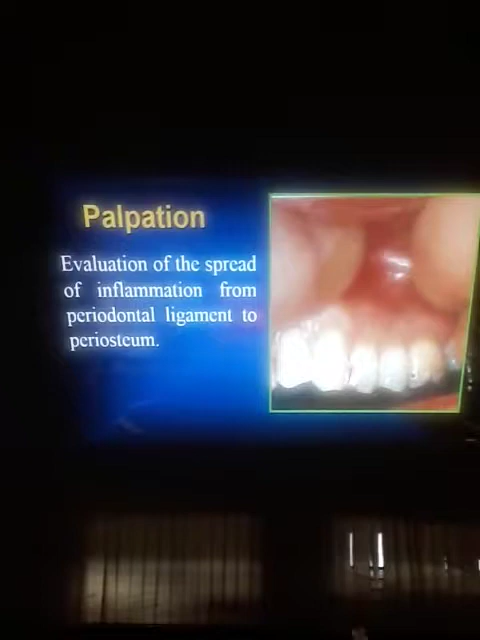 Palpation
Evaluation of the spread
of inflammation from
periodontal ligament to
periosteum.